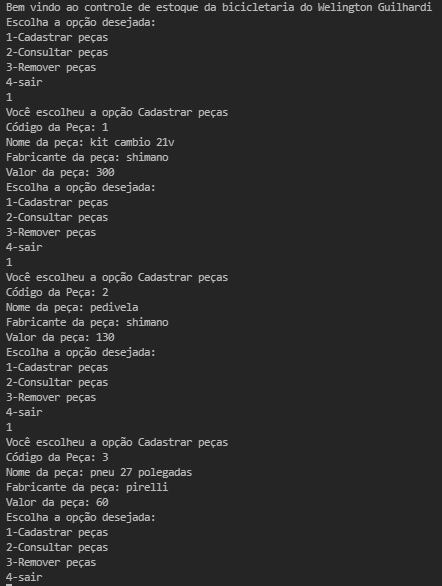 Bem vindo ao controle de estoque da bicicletaria do Welington Guilhardi
Escolha a opção desejada:
1-Cadastrar peças
2-Consultar peças
3-Remover peças
4-sair
1
Você escolheu a opção Cadastrar peças
Código da Peça: 1
Nome da peça: kit cambio 21v
Fabricante da peça: shimano
Valor da peça: 300
Escolha a opção desejada:
1-Cadastrar peças
2-Consultar peças
3-Remover peças
4-sair
1
Você escolheu a opção Cadastrar peças
Código da Peça: 2
Nome da peça: pedivela
Fabricante da peça: shimano
Valor da peça: 130
Escolha a opção desejada:
1-Cadastrar peças
2-Consultar peças
3-Remover peças
4-sair
1
Você escolheu a opção Cadastrar peças
Código da Peça: 3
Nome da peça: pneu 27 polegadas
Fabricante da peça: pirelli
Valor da peça: 60
Escolha a opção desejada:
1-Cadastrar peças
2-Consultar peças
3-Remover peças
4-sair